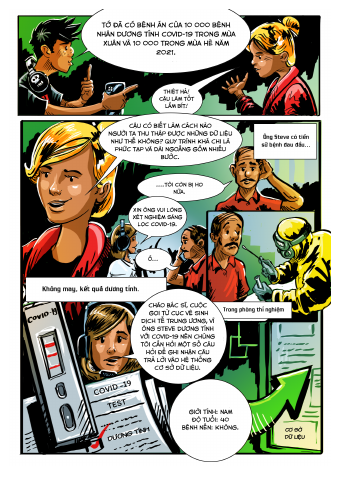 TỚ ĐÃ CÓ BỆNH ÁN CỦA 10 000 BỆNH
NHÂN DƯƠNG TÍNH COVID-19 TRONG MÙA
XUÂN VÀ 10 000 TRONG MÙA HÈ NĂM
2021.
THIỆT HẢ!
CẬU LÀM TỐT
LẮM BÍT!
CẬU CÓ BIẾT LÀM CÁCH NÀO
NGƯỜI TA THU THẬP ĐƯỢC NHỮNG DỮ LIỆU
NHƯ THẾ KHÔNG? QUY TRÌNH KHÁ CHI LÀ
PHỨC TẠP VÀ DÀI NGOẰNG GỒM NHIỀU
BƯỚC.
Ông Steve có tiền
sử bệnh đau đầu...
.....TÔI CÒN BỊ HO
NỮA.
XIN ÔNG VUI LÒNG
XÉT NGHIỆM SÀNG
LỌC COVID-19.
Ồ...
Không may, kết quả dương tính.
Trong phòng thí nghiệm
CHÀO BÁC SĨ, CUỘC
GỌI TỪ CỤC VỆ SINH
DỊCH TỄ TRUNG ƯƠNG, VÌ
ÔNG STEVE DƯƠNG TÍNH
VỚI COVID-19 NÊN CHÚNG
TÔI CẦN HỎI MỘT SỐ CÂU
HỎI ĐỂ GHI NHẬN CÂU
TRẢ LỜI VÀO HỆ THỐNG
CƠ SỞ DỮ LIỆU.
COVID-19
COVID-19
TEST
DƯƠNG TÍNH
GIỚI TÍNH: NAM
ĐỘ TUỔI: 40
BỆNH NỀN: KHÔNG.
CƠ SỞ
DỮ LIỆU